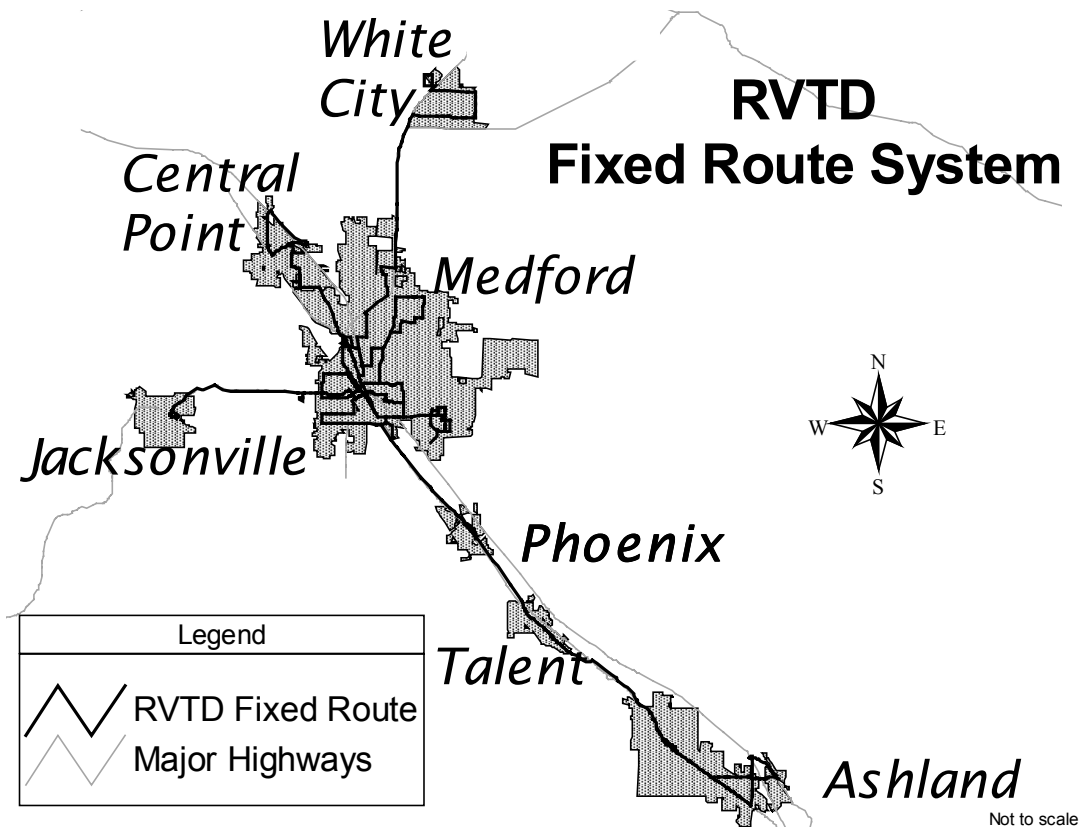 White
City
RVTD
Fixed Route System
Central
Point
Medford
N
W
E
S
Jacksonville
Phoenix
Legend
Talent
RVTD Fixed Route
Major Highways
Ashland
Not to scale